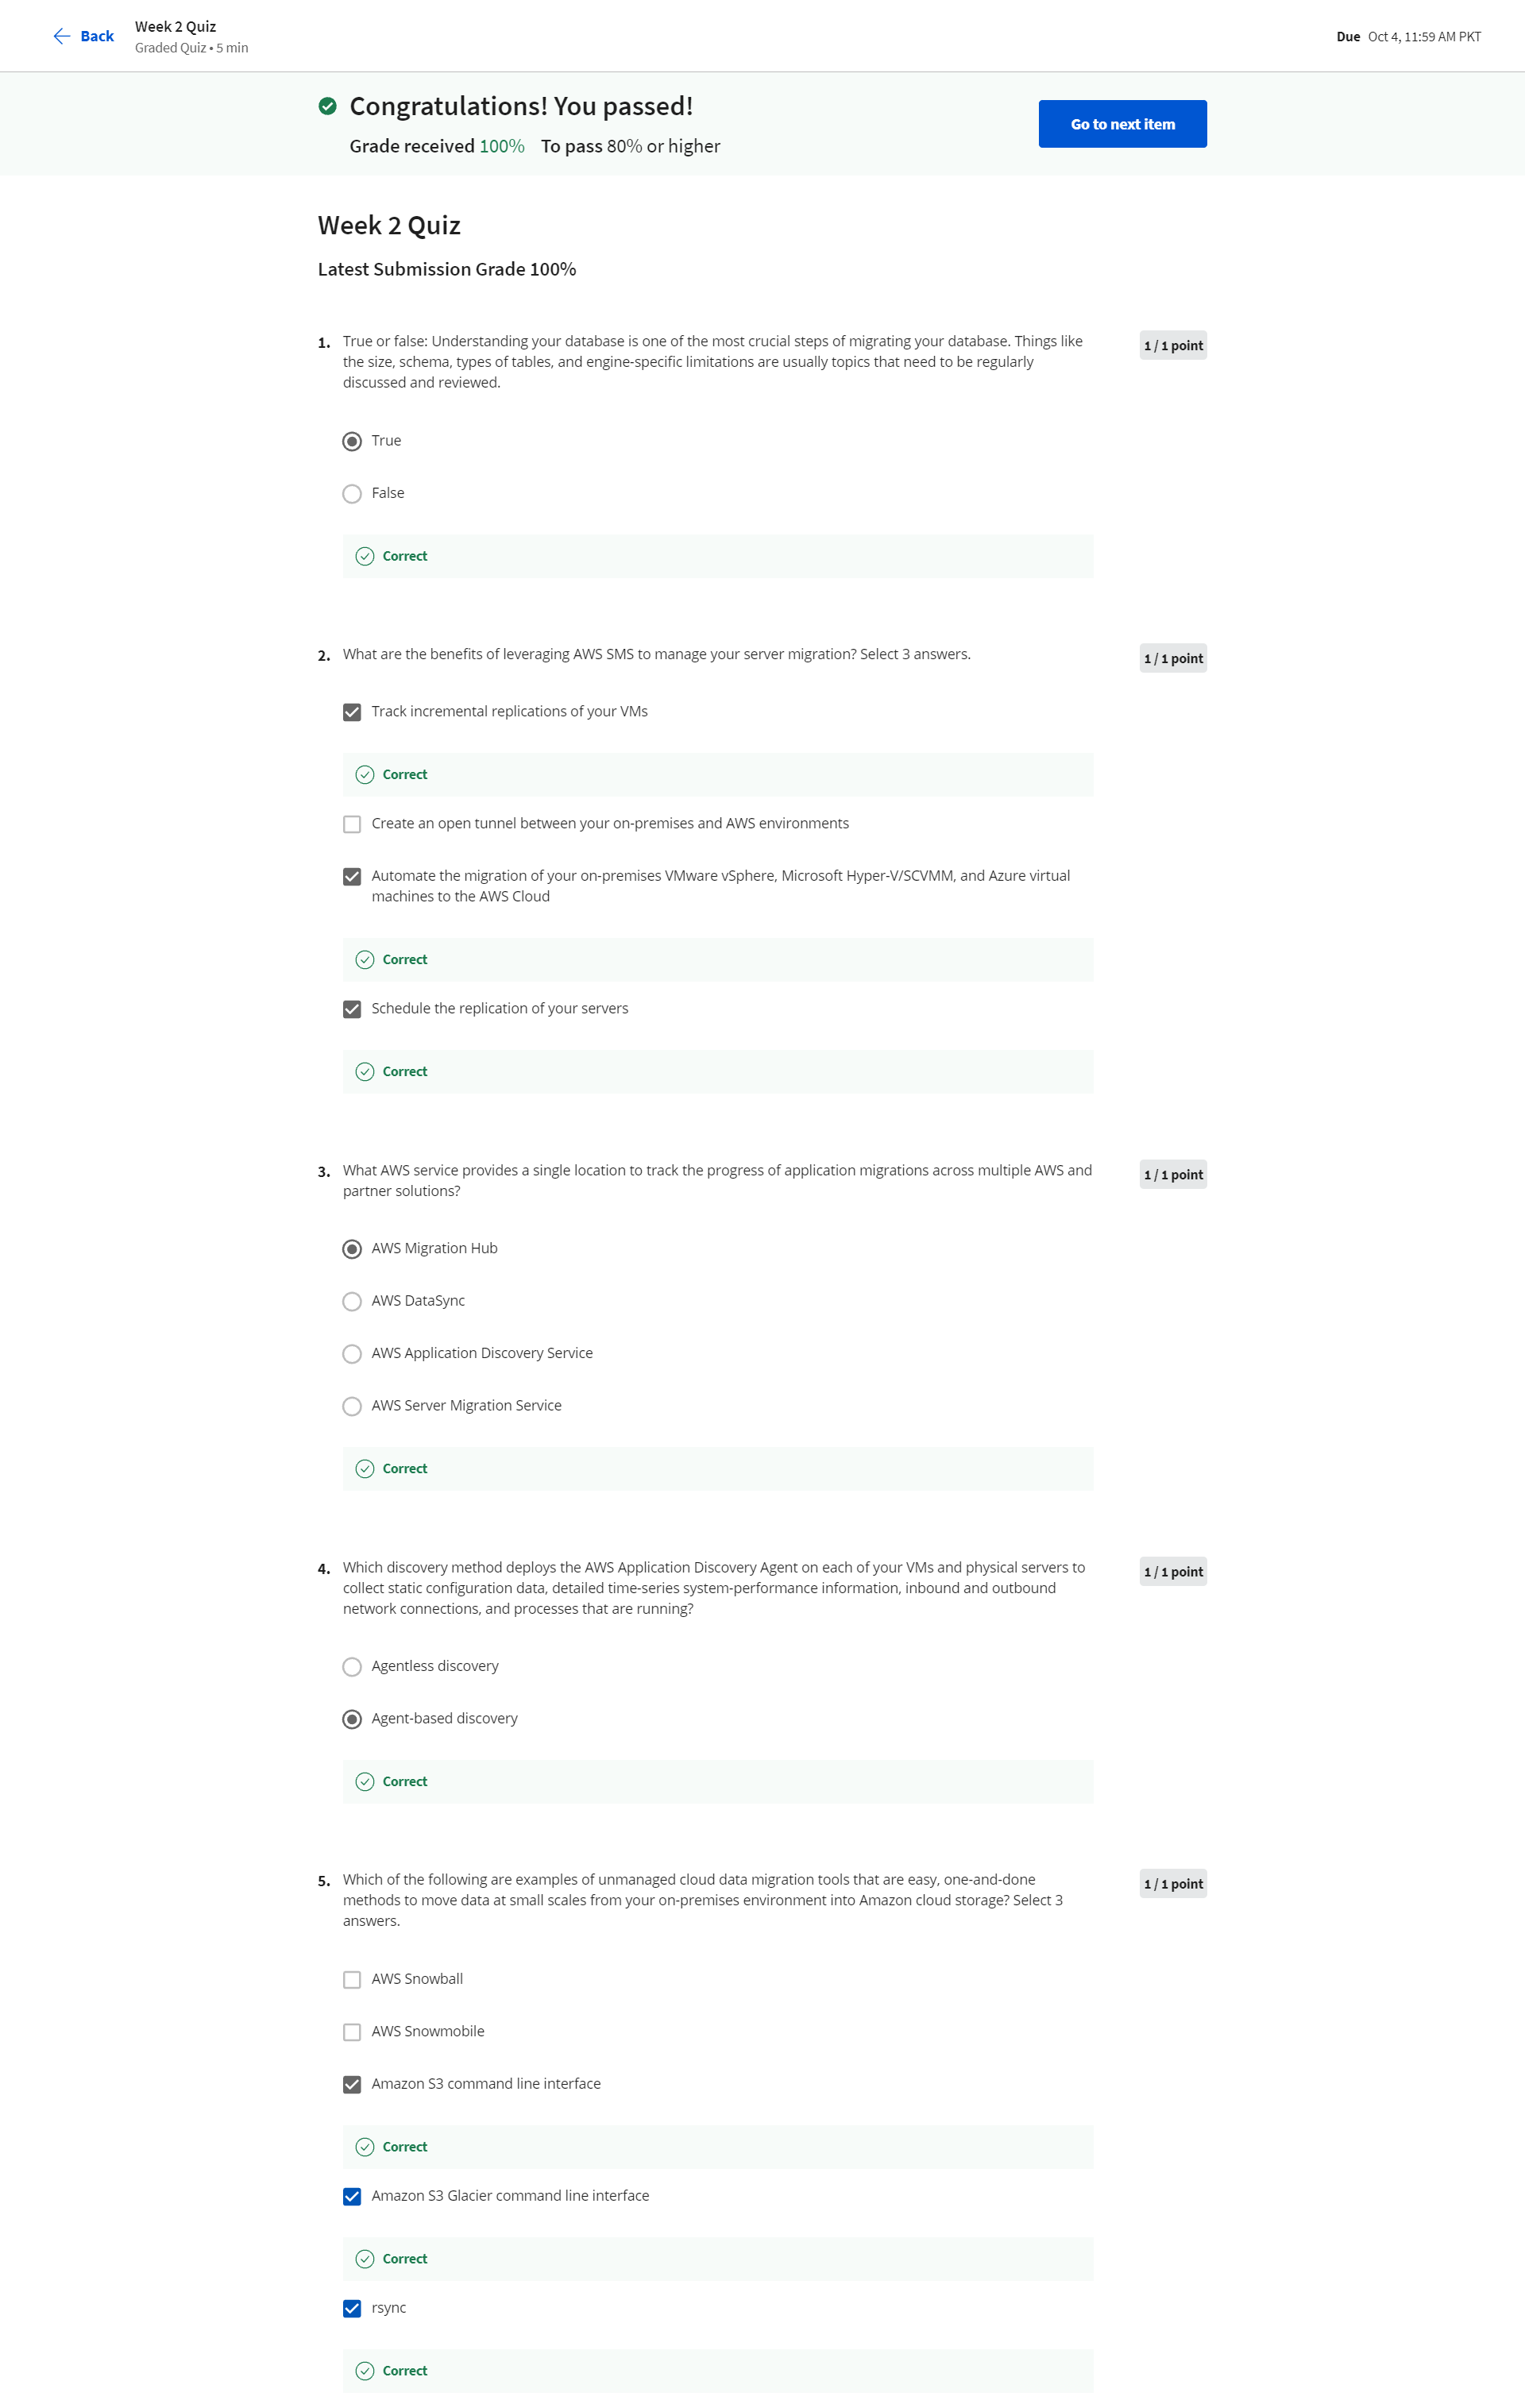 Back
Week 2 Quiz
Graded Quiz • 5 min
Due Oct 4, 11:59 AM PKT
Congratulations! You passed!
Grade received 100% To pass 80% or higher
Go to next item
Week 2 Quiz
Latest Submission Grade 100%
1. True or false: Understanding your database is one of the most crucial steps of migrating your database. Things like
the size, schema, types of tables, and engine-specific limitations are usually topics that need to be regularly
discussed and reviewed.
1 / 1 point
True
False
Correct
2. What are the benefits of leveraging AWS SMS to manage your server migration? Select 3 answers.
1 / 1 point
Track incremental replications of your VMs
Correct
Create an open tunnel between your on-premises and AWS environments
Automate the migration of your on-premises VMware vSphere, Microsoft Hyper-V/SCVMM, and Azure virtual
machines to the AWS Cloud
Correct
Schedule the replication of your servers
Correct
3. What AWS service provides a single location to track the progress of application migrations across multiple AWS and
partner solutions?
1 / 1 point
AWS Migration Hub
AWS DataSync
AWS Application Discovery Service
AWS Server Migration Service
Correct
4. Which discovery method deploys the AWS Application Discovery Agent on each of your VMs and physical servers to
collect static configuration data, detailed time-series system-performance information, inbound and outbound
network connections, and processes that are running?
1 / 1 point
Agentless discovery
Agent-based discovery
Correct
5. Which of the following are examples of unmanaged cloud data migration tools that are easy, one-and-done
methods to move data at small scales from your on-premises environment into Amazon cloud storage? Select 3
answers.
1 / 1 point
AWS Snowball
AWS Snowmobile
Amazon S3 command line interface
Correct
Amazon S3 Glacier command line interface
Correct
rsync
Correct